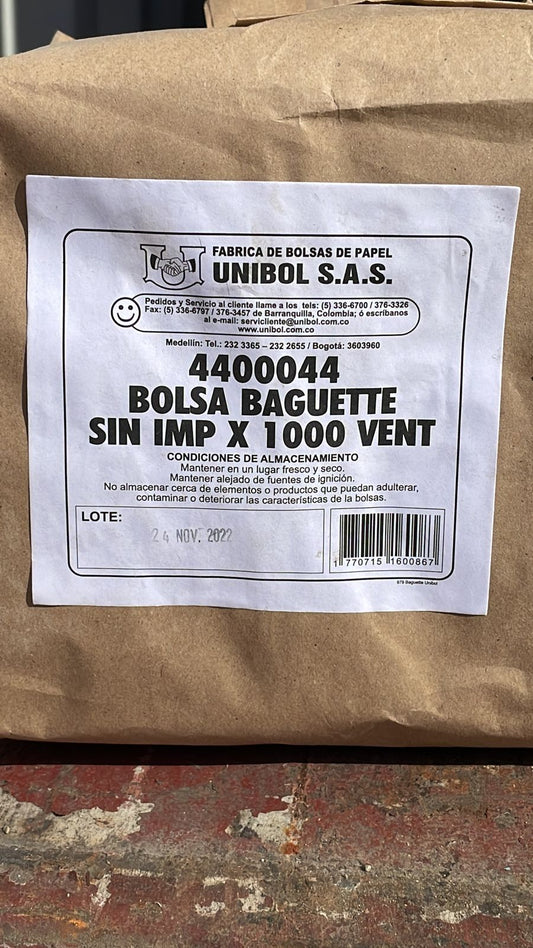 FABRICA DE BOLSAS DE PAPEL
UNIBOL S.A.S.
Pedidos y Servicio al cliente llame a los tels: (5) 336-6700 / 376-3326
Fax: (5) 336-6797 / 376-3457 de Barranquilla, Colombia; ó escríbanos
al e-mail: servicliente@unibol.com.co
www.unibol.com.co
Medellín: Tel.: 232 3365 – 232 2655 / Bogotá: 3603960
4400044
BOLSA BAGUETTE
SIN IMP X 1000 VENT
CONDICIONES DE ALMACENAMIENTO
Mantener en un lugar fresco y seco.
Mantener alejado de fuentes de ignición.
No almacenar cerca de elementos o productos que puedan adulterar,
contaminar o deteriorar las características de la bolsas.
LOTE:
24 NOV. 2022
1 770715 1600867
979 Baguette Unibol